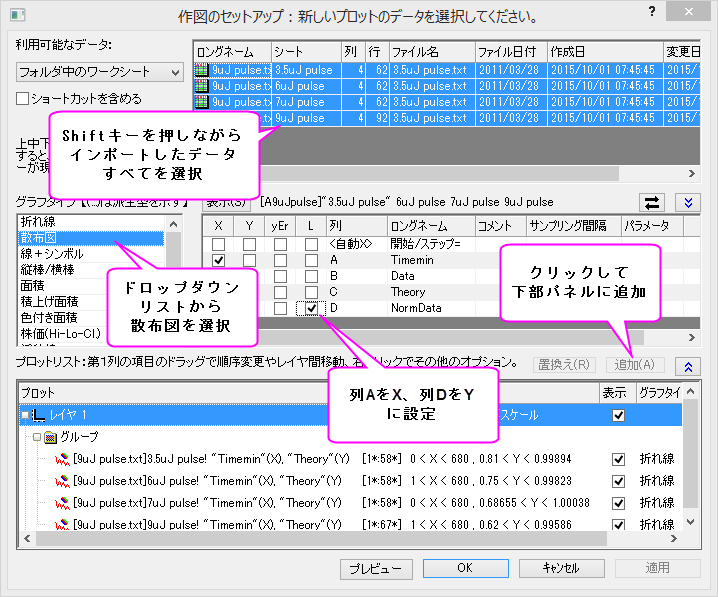 作図のセットアップ：新しいプロットのデータを選択してください。
?
利用可能なデータ:
フォルダ中のワークシート
ショートカットを含める
ロングネーム シート 列 行 ファイル名 ファイル日付 作成日 変更日
9uJ pulse.tx 3.5uJ pulse 4 62 3.5uJ pulse.txt 2011/03/28 2015/10/01 07:45:45 2015/
9uJ pulse.tx 6uJ pulse 4 62 3.5uJ pulse.txt 2011/03/28 2015/10/01 07:45:45 2015/
9uJ pulse.tx 7uJ pulse 4 62 3.5uJ pulse.txt 2011/03/28 2015/10/01 07:45:45 2015/1
9uJ pulse.tx 9uJ pulse 4 92 3.5uJ pulse.txt 2011/03/28 2015/10/01 07:45:45 2015/
Shiftキーを押しながら
インポートしたデータ
すべてを選択
上中下
すると、
ーが現
グラフタイプ【(...)は派生型を示す】
表示(S)
[A9uJpulse]"3.5uJ pulse" 6uJ pulse 7uJ pulse 9uJ pulse
折れ線
散布図
線＋シンボル
縦棒/横棒
面積
積上げ面積
色付き面積
株価(Hi-Lo-Cl)
X Y yEr L 列 ロングネーム コメント サンプリング間隔 パラメータ
<自動X> 開始/ステップ=
A Timemin
B Data
C Theory
D NormData
ドロップダウン
リストから
散布図を選択
クリックして
下部パネルに追加
列AをX、列DをY
に設定
プロットリスト：第1列の項目のドラッグで順序変更やレイヤ間移動、右クリックでその他のオプション。
置換え(R)
追加(A)
プロット 表示 グラフタイ
レイヤ 1 スケール
グループ
[9uJ pulse.txt]3.5uJ pulse! "Timemin"(X), "Theory"(Y) [1*:58*] 0 < X < 680 , 0.81 < Y < 0.99894 折れ線
[9uJ pulse.txt]6uJ pulse! "Timemin"(X), "Theory"(Y) [1*:58*] 1 < X < 680 , 0.75 < Y < 0.99823 折れ線
[9uJ pulse.txt]7uJ pulse! "Timemin"(X), "Theory"(Y) [1*:58*] 0 < X < 680 , 0.68655 < Y < 1.00038 折れ線
[9uJ pulse.txt]9uJ pulse! "Timemin"(X), "Theory"(Y) [1*:67*] 1 < X < 680 , 0.62 < Y < 0.99586 折れ線
プレビュー
OK
キャンセル
適用